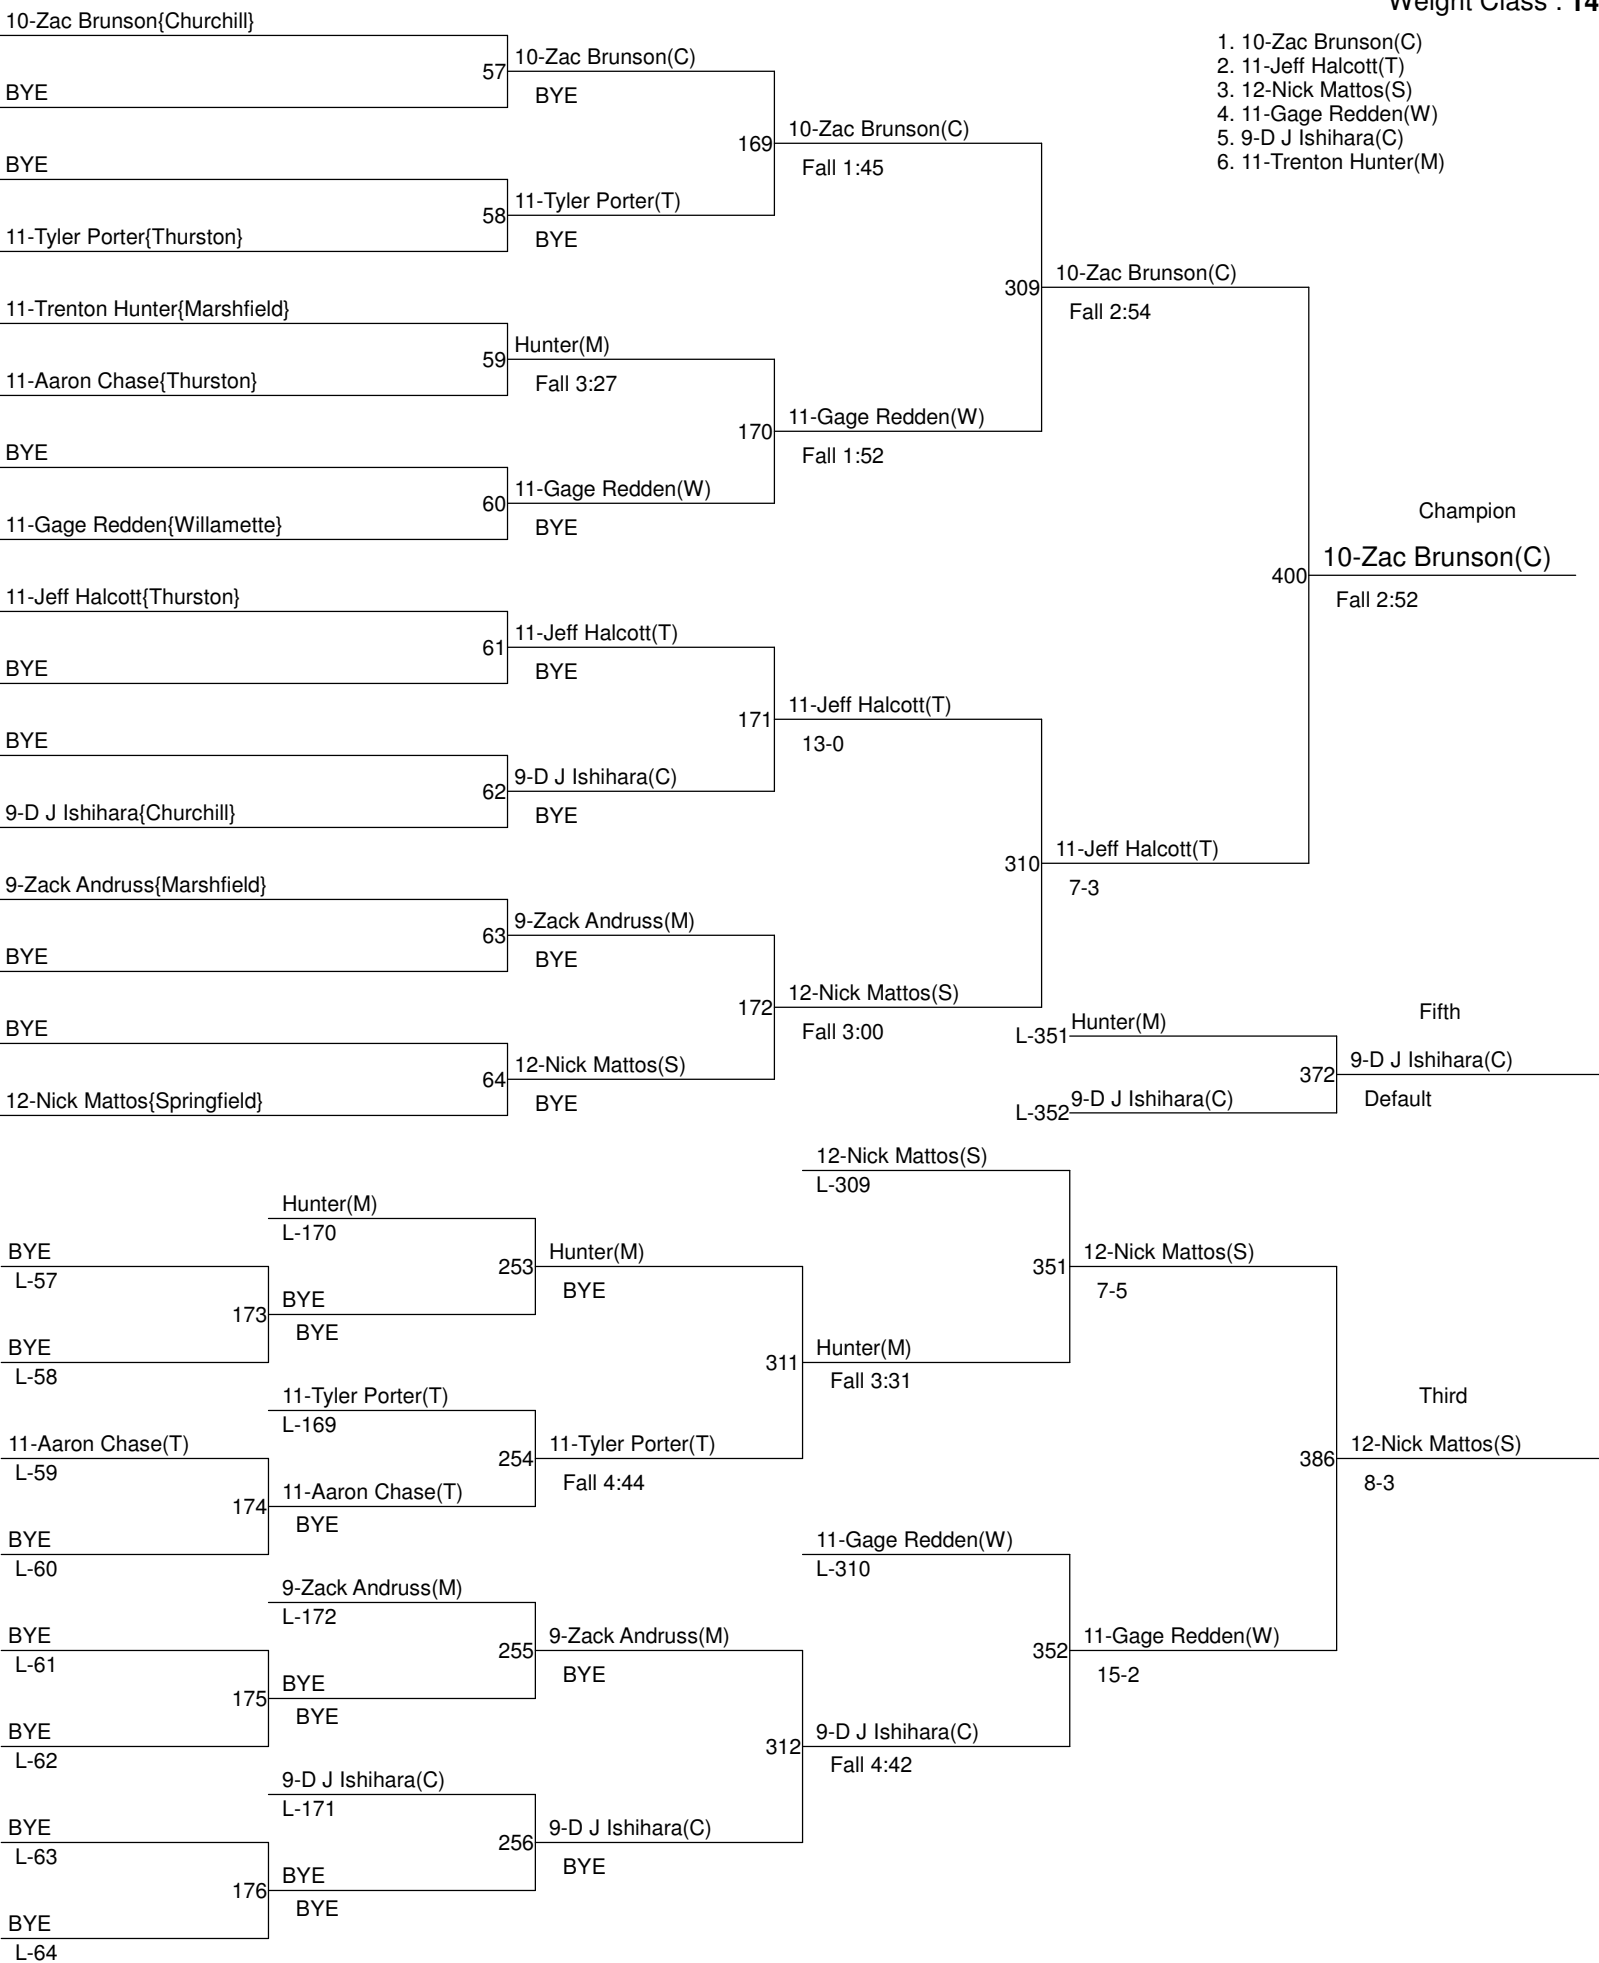 Weight Class : 14
1. 10-Zac Brunson(C)
2. 11-Jeff Halcott(T)
3. 12-Nick Mattos(S)
4. 11-Gage Redden(W)
5. 9-D J Ishihara(C)
6. 11-Trenton Hunter(M)
10-Zac Brunson{Churchill}
57
10-Zac Brunson(C)
BYE
BYE
169
10-Zac Brunson(C)
Fall 1:45
BYE
58
11-Tyler Porter(T)
BYE
11-Tyler Porter{Thurston}
309
10-Zac Brunson(C)
Fall 2:54
11-Trenton Hunter{Marshfield}
59
Hunter(M)
Fall 3:27
11-Aaron Chase{Thurston}
170
11-Gage Redden(W)
Fall 1:52
BYE
60
11-Gage Redden(W)
BYE
11-Gage Redden{Willamette}
Champion
400
10-Zac Brunson(C)
Fall 2:52
11-Jeff Halcott{Thurston}
61
11-Jeff Halcott(T)
BYE
BYE
171
11-Jeff Halcott(T)
13-0
BYE
62
9-D J Ishihara(C)
BYE
9-D J Ishihara{Churchill}
310
11-Jeff Halcott(T)
7-3
9-Zack Andruss{Marshfield}
63
9-Zack Andruss(M)
BYE
BYE
172
12-Nick Mattos(S)
Fall 3:00
BYE
64
12-Nick Mattos(S)
BYE
12-Nick Mattos{Springfield}
Fifth
L-351
Hunter(M)
372
9-D J Ishihara(C)
Default
L-352
9-D J Ishihara(C)
12-Nick Mattos(S)
L-309
Hunter(M)
L-170
BYE
L-57
253
Hunter(M)
BYE
351
12-Nick Mattos(S)
7-5
173
BYE
BYE
BYE
L-58
311
Hunter(M)
Fall 3:31
11-Tyler Porter(T)
L-169
Third
11-Aaron Chase(T)
L-59
254
11-Tyler Porter(T)
Fall 4:44
386
12-Nick Mattos(S)
8-3
174
11-Aaron Chase(T)
BYE
BYE
L-60
11-Gage Redden(W)
L-310
9-Zack Andruss(M)
L-172
BYE
L-61
255
9-Zack Andruss(M)
BYE
352
11-Gage Redden(W)
15-2
175
BYE
BYE
BYE
L-62
312
9-D J Ishihara(C)
Fall 4:42
9-D J Ishihara(C)
L-171
BYE
L-63
256
9-D J Ishihara(C)
BYE
176
BYE
BYE
BYE
L-64